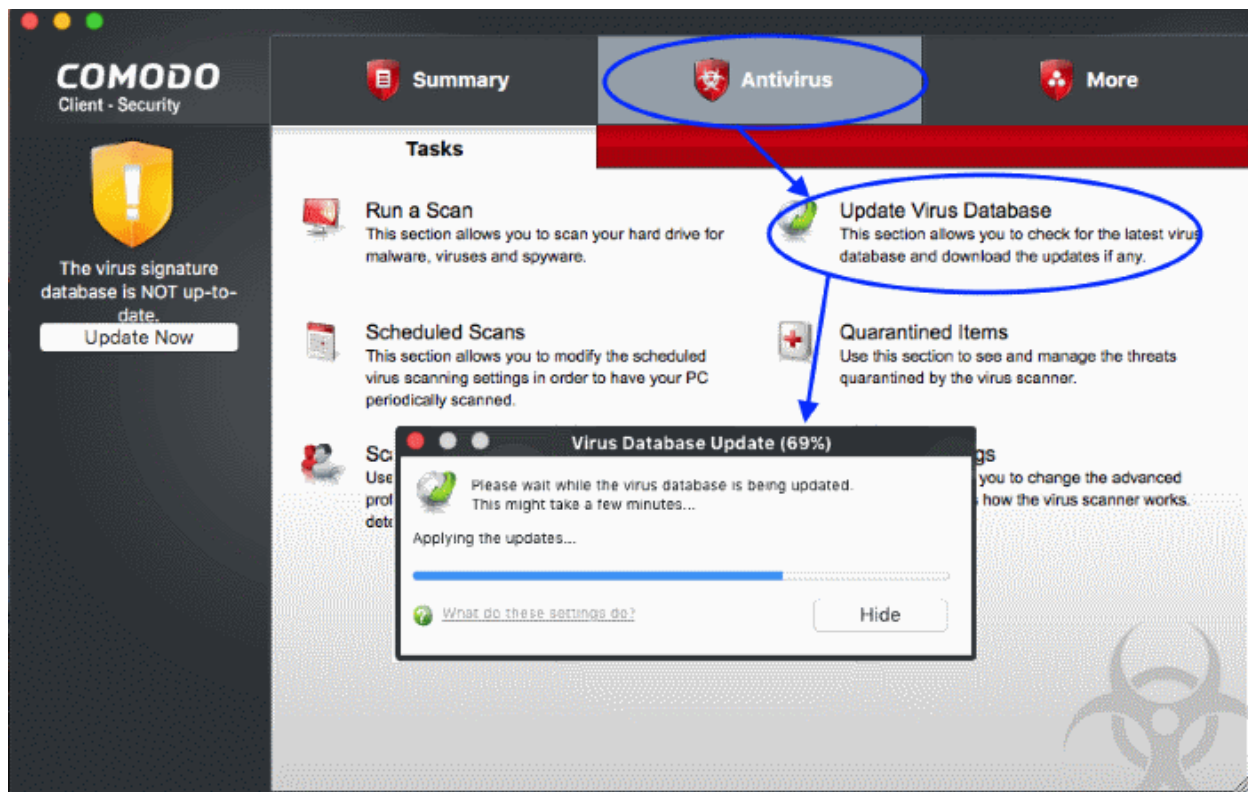 COMODO
Client - Security
Summary
Antivirus
More
The virus signature
database is NOT up-to-
date.
Update Now
Tasks
Run a Scan
This section allows you to scan your hard drive for
malware, viruses and spyware.
Update Virus Database
This section allows you to check for the latest virus
database and download the updates if any.
Scheduled Scans
This section allows you to modify the scheduled
virus scanning settings in order to have your PC
periodically scanned.
Quarantined Items
Use this section to see and manage the threats
quarantined by the virus scanner.
you to change the advanced
how the virus scanner works.
Virus Database Update (69%)
Please wait while the virus database is being updated.
This might take a few minutes...
Applying the updates...
What do these settings do?
Hide